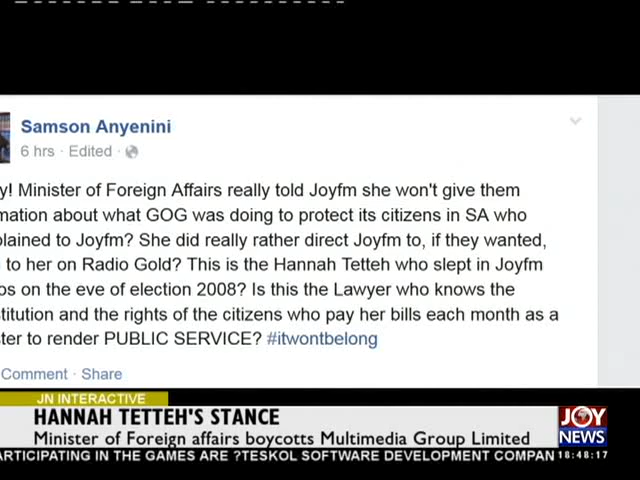 Samson Anyenini
6 hrs · Edited ·
y! Minister of Foreign Affairs really told Joyfm she won't give them
mation about what GOG was doing to protect its citizens in SA who
plained to Joyfm? She did really rather direct Joyfm to, if they wanted,
to her on Radio Gold? This is the Hannah Tetteh who slept in Joyfm
os on the eve of election 2008? Is this the Lawyer who knows the
titution and the rights of the citizens who pay her bills each month as a
ter to render PUBLIC SERVICE? #itwontbelong
Comment · Share
JN INTERACTIVE
HANNAH TETTEH'S STANCE
Minister of Foreign affairs boycotts Multimedia Group Limited
JOY
NEWS
ARTICIPATING IN THE GAMES ARE ?TESKOL SOFTWARE DEVELOPMENT COMPAN
18:48:17